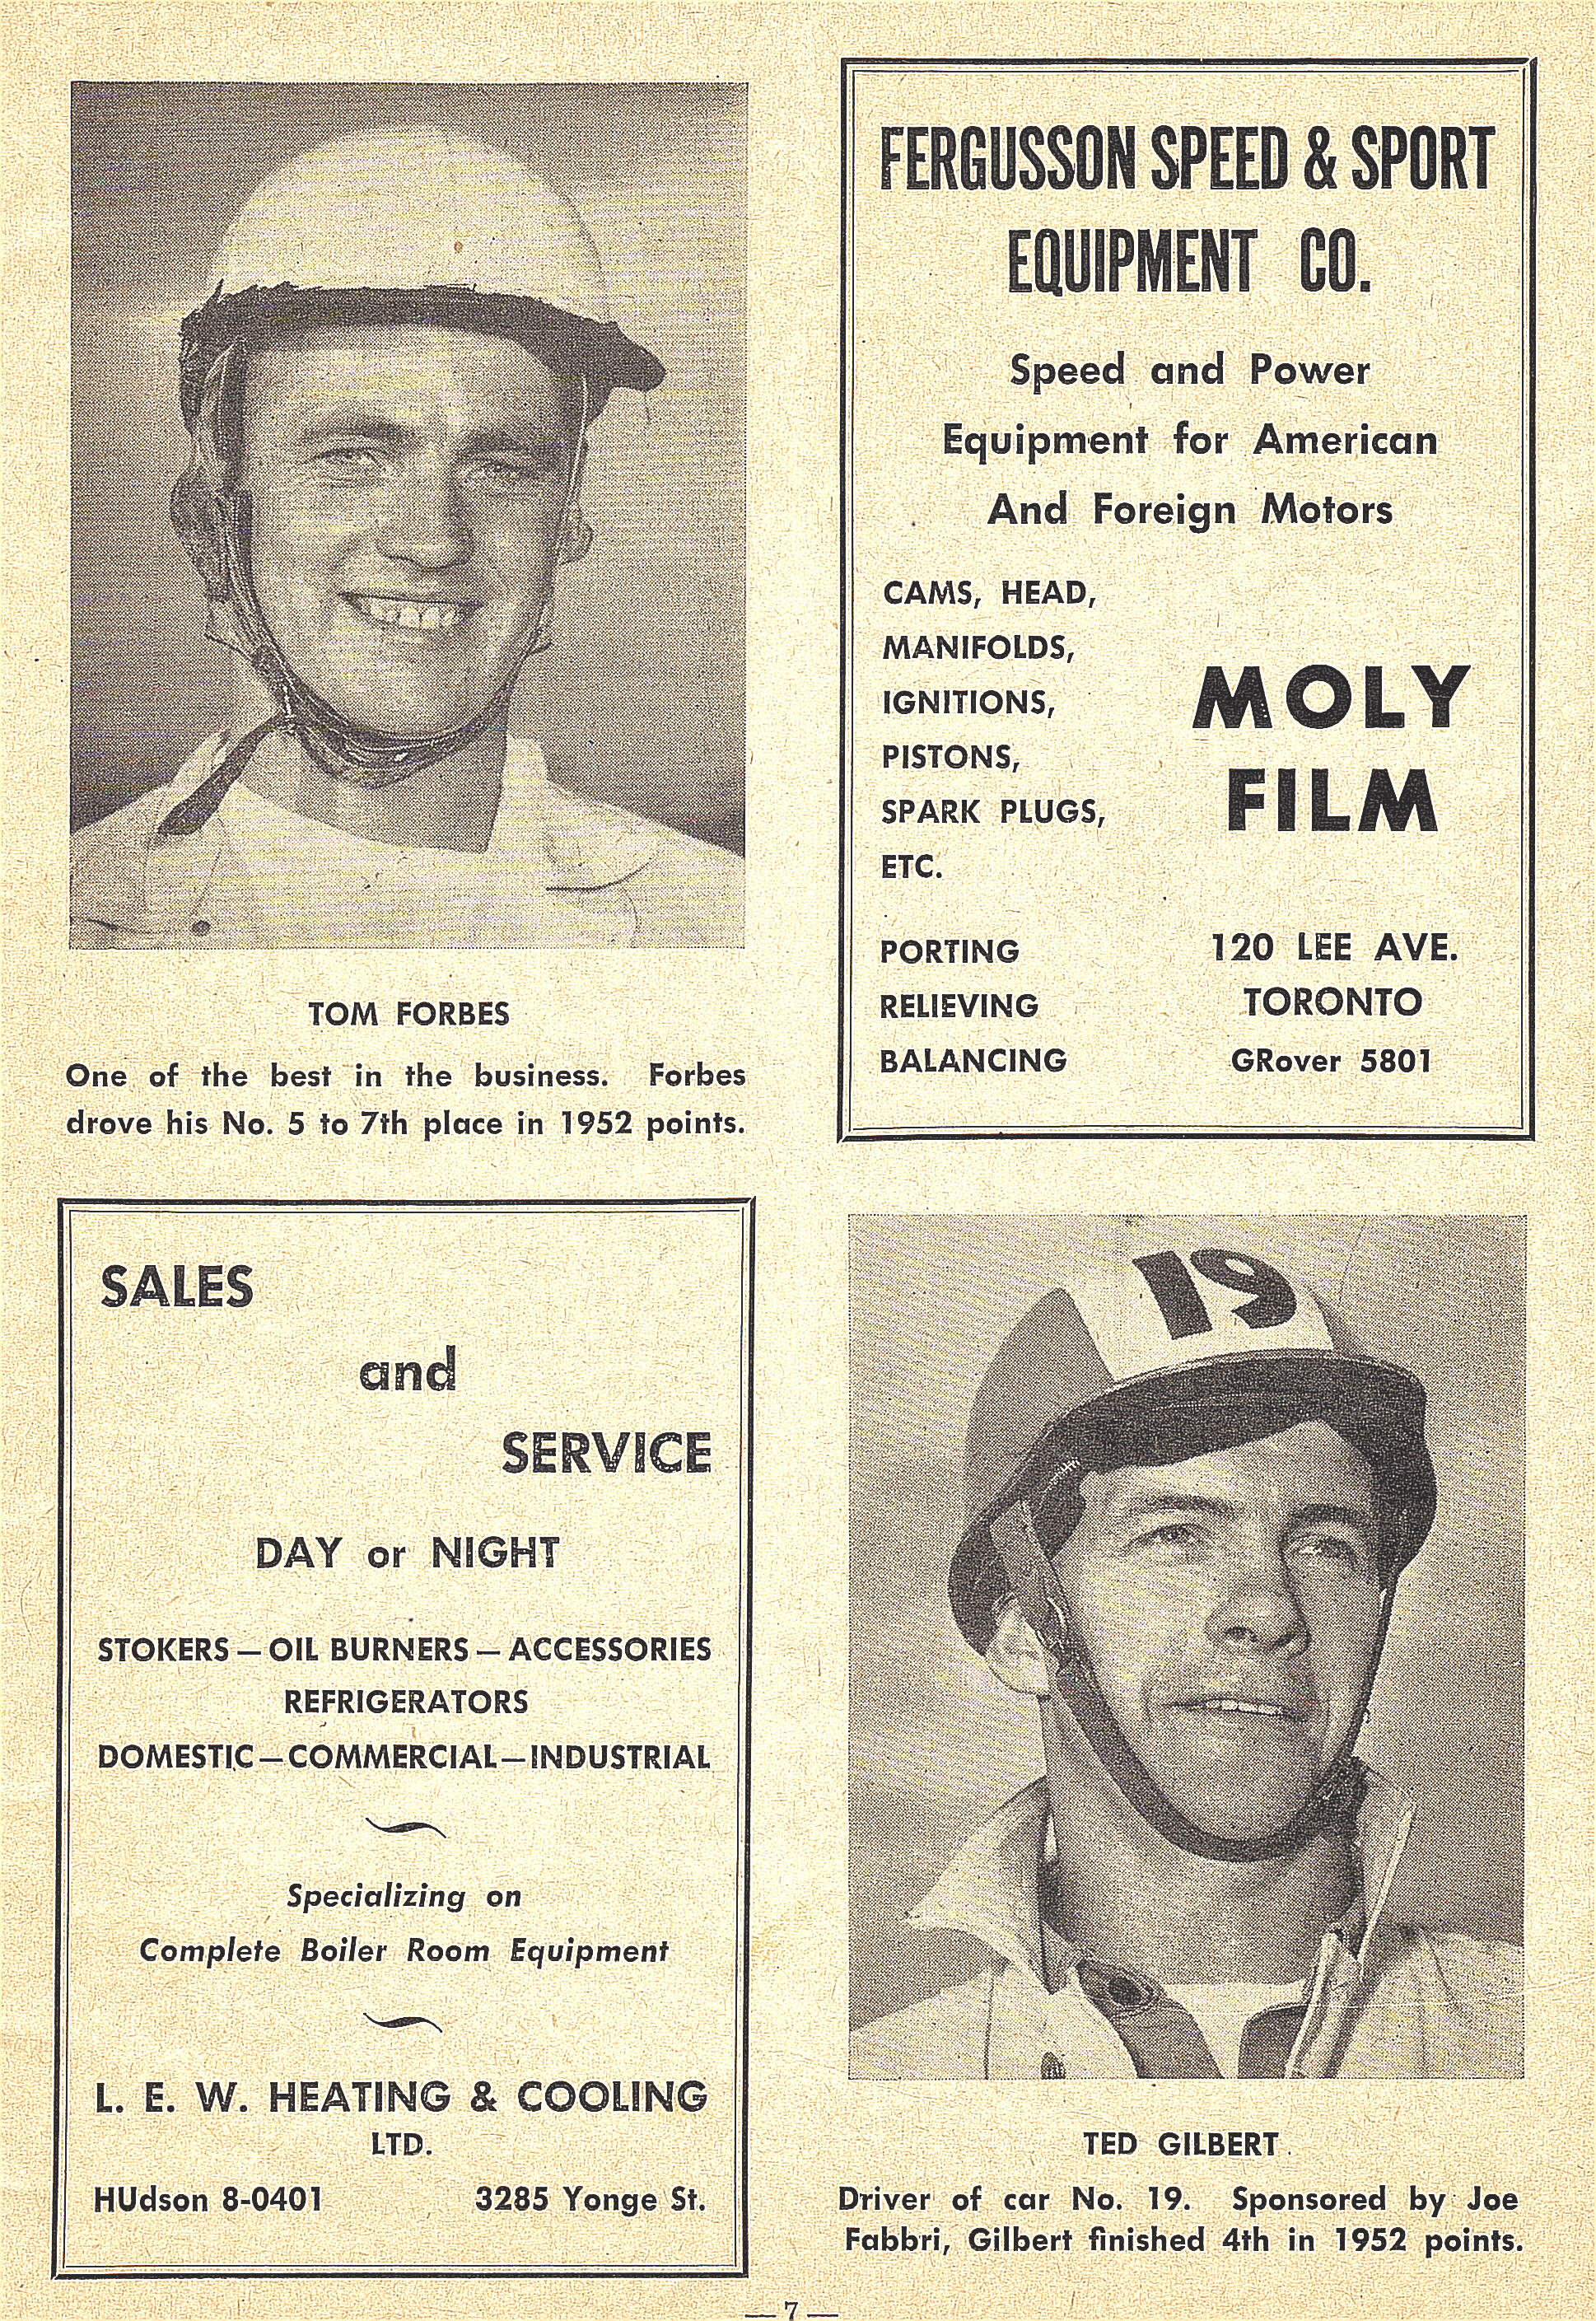 TOM FORBES
One of the best in the business. Forbes
drove his No. 5 to 7th place in 1952 points.
FERGUSSON SPEED & SPORT
EQUIPMENT CO.
Speed and Power
Equipment for American
And Foreign Motors
CAMS, HEAD,
MANIFOLDS,
IGNITIONS,
PISTONS,
SPARK PLUGS,
ETC.
MOLY
FILM
PORTING
RELIEVING
BALANCING
120 LEE AVE.
TORONTO
GRover 5801
SALES
and
SERVICE
DAY or NIGHT
STOKERS — OIL BURNERS — ACCESSORIES
REFRIGERATORS
DOMESTIC — COMMERCIAL — INDUSTRIAL
Specializing on
Complete Boiler Room Equipment
L. E. W. HEATING & COOLING
LTD.
HUdson 8-0401 3285 Yonge St.
19
TED GILBERT
Driver of car No. 19. Sponsored by Joe
Fabbri, Gilbert finished 4th in 1952 points.
— 7 —